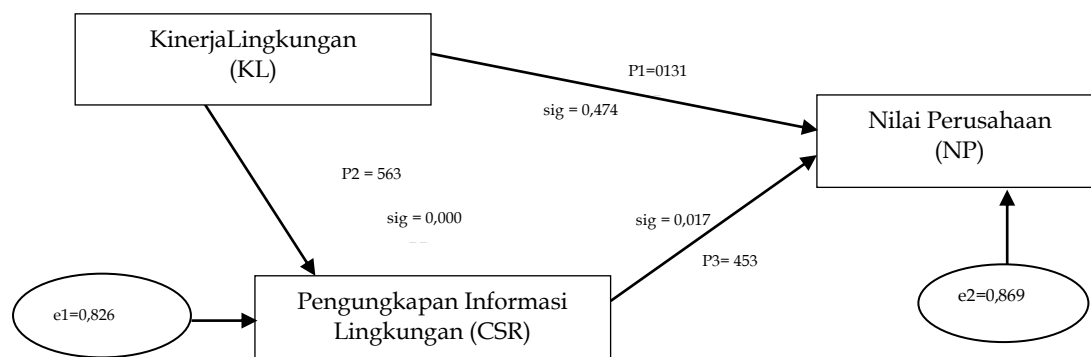 KinerjaLingkungan
(KL)
P1=0131
sig = 0,474
Nilai Perusahaan
(NP)
P2 = 563
sig = 0,000
sig = 0,017
P3= 453
e1=0,826
Pengungkapan Informasi
Lingkungan (CSR)
e2=0,869